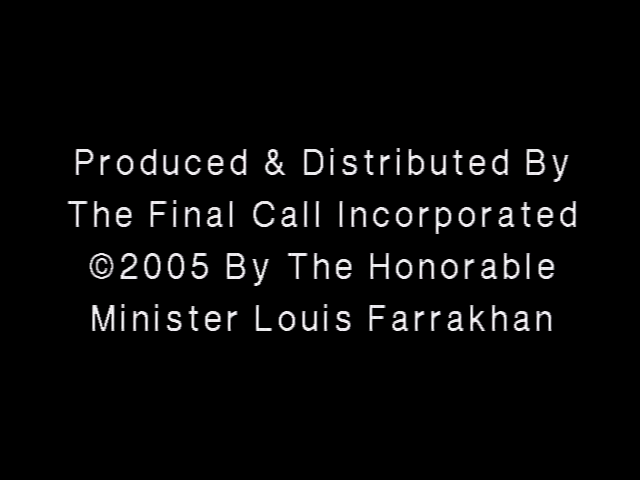 Produced & Distributed By
The Final Call Incorporated
©2005 By The Honorable
Minister Louis Farrakhan